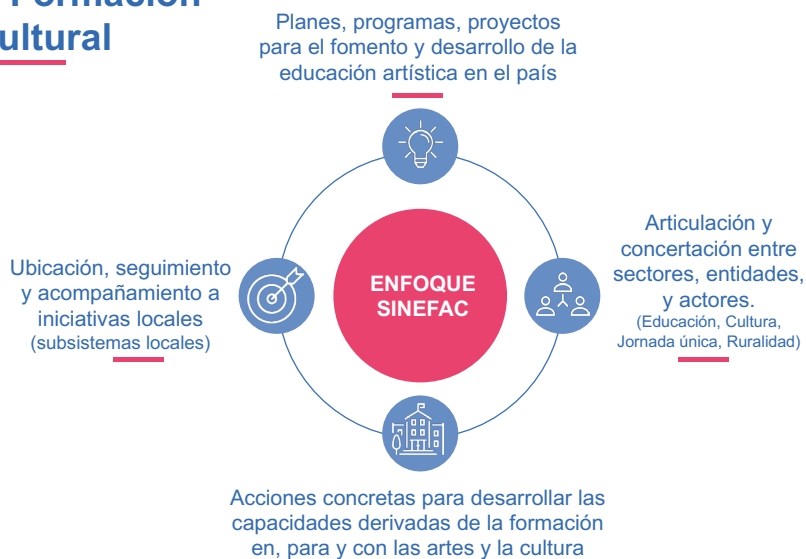 Formación
ultural
Planes, programas, proyectos
para el fomento y desarrollo de la
educación artística en el país
Ubicación, seguimiento
y acompañamiento a
iniciativas locales
(subsistemas locales)
ENFOQUE
SINEFAC
Articulación y
concertación entre
sectores, entidades,
y actores.
(Educación, Cultura,
Jornada única, Ruralidad)
Acciones concretas para desarrollar las
capacidades derivadas de la formación
en, para y con las artes y la cultura